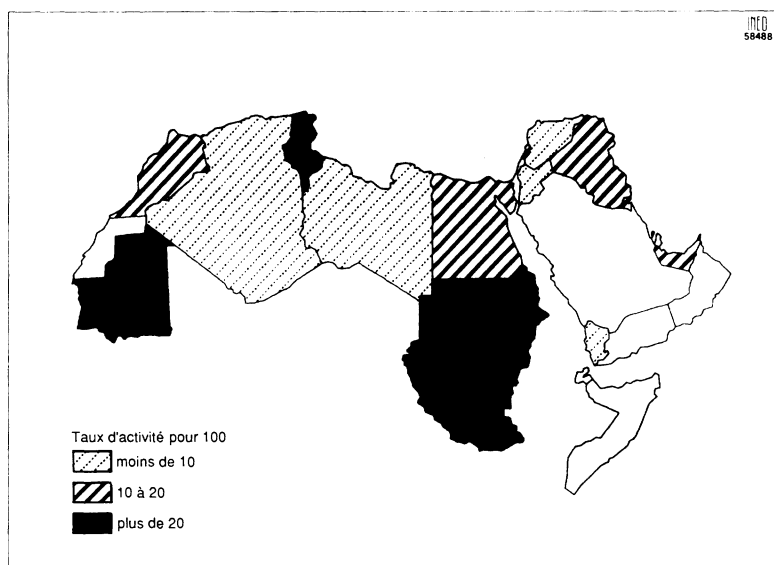 INED
58488
Taux d'activité pour 100
moins de 10
10 à 20
plus de 20